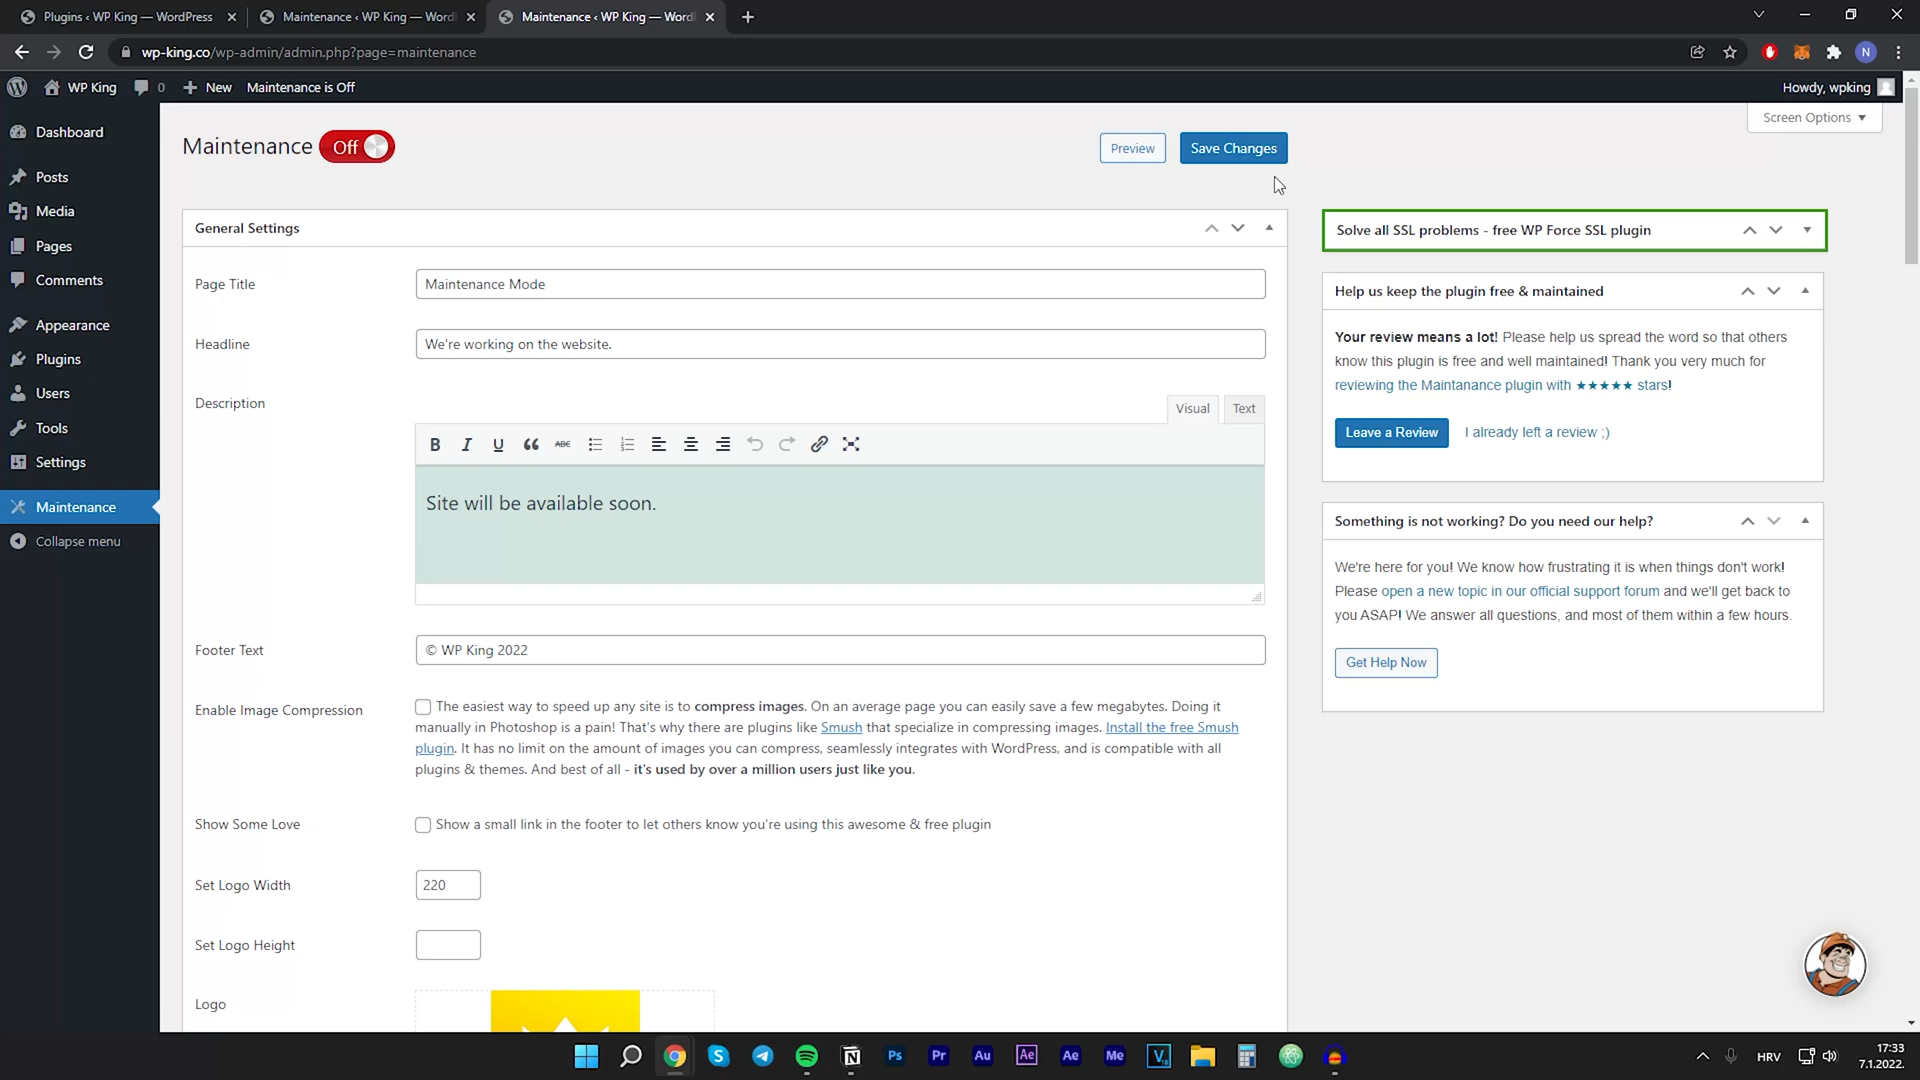 Plugins ‹ WP King — WordPress
Maintenance ‹ WP King — Word
Maintenance ‹ WP King — Word
wp-king.co/wp-admin/admin.php?page=maintenance
N
WP King
0
New
Maintenance is Off
Howdy, wpking
Screen Options
Dashboard
Posts
Media
Pages
Comments
Appearance
Plugins
Users
Tools
Settings
Maintenance
Collapse menu
Maintenance
Off
Preview
Save Changes
General Settings
Page Title
Maintenance Mode
Headline
We're working on the website.
Description
Visual
Text
B I U ABC
Site will be available soon.
Footer Text
© WP King 2022
Enable Image Compression
The easiest way to speed up any site is to compress images. On an average page you can easily save a few megabytes. Doing it
manually in Photoshop is a pain! That's why there are plugins like Smush that specialize in compressing images. Install the free Smush
plugin. It has no limit on the amount of images you can compress, seamlessly integrates with WordPress, and is compatible with all
plugins & themes. And best of all - it's used by over a million users just like you.
Show Some Love
Show a small link in the footer to let others know you're using this awesome & free plugin
Set Logo Width
220
Set Logo Height
Logo
Solve all SSL problems - free WP Force SSL plugin
Help us keep the plugin free & maintained
Your review means a lot! Please help us spread the word so that others
know this plugin is free and well maintained! Thank you very much for
reviewing the Maintanance plugin with ★★★★★ stars!
Leave a Review
I already left a review ;)
Something is not working? Do you need our help?
We're here for you! We know how frustrating it is when things don't work!
Please open a new topic in our official support forum and we'll get back to
you ASAP! We answer all questions, and most of them within a few hours.
Get Help Now
Ps
Pr
Au
Ae
Ae
Me
HRV
17:33
7.1.2022.